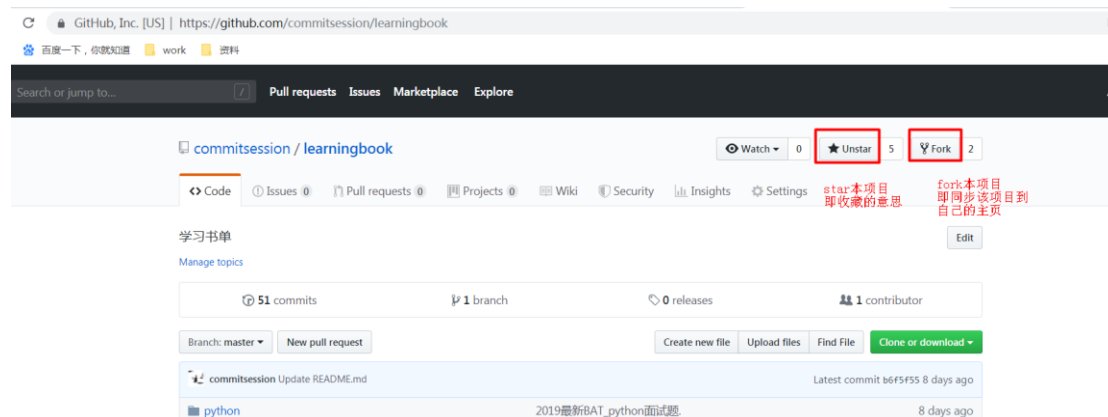 GitHub, Inc. [US] | https://github.com/commitsession/learningbook
百度一下，你就知道 work 资料
Search or jump to... / Pull requests Issues Marketplace Explore
commitsession / learningbook Watch 0 Unstar 5 Fork 2
Code Issues 0 Pull requests 0 Projects 0 Wiki Security Insights Settings
star本项目
即收藏的意思
fork本项目
即同步该项目到
自己的主页
学习书单 Edit
Manage topics
51 commits 1 branch 0 releases 1 contributor
Branch: master New pull request Create new file Upload files Find File Clone or download
commitsession Update README.md Latest commit b6f5f55 8 days ago
python 2019最新BAT_python面试题. 8 days ago